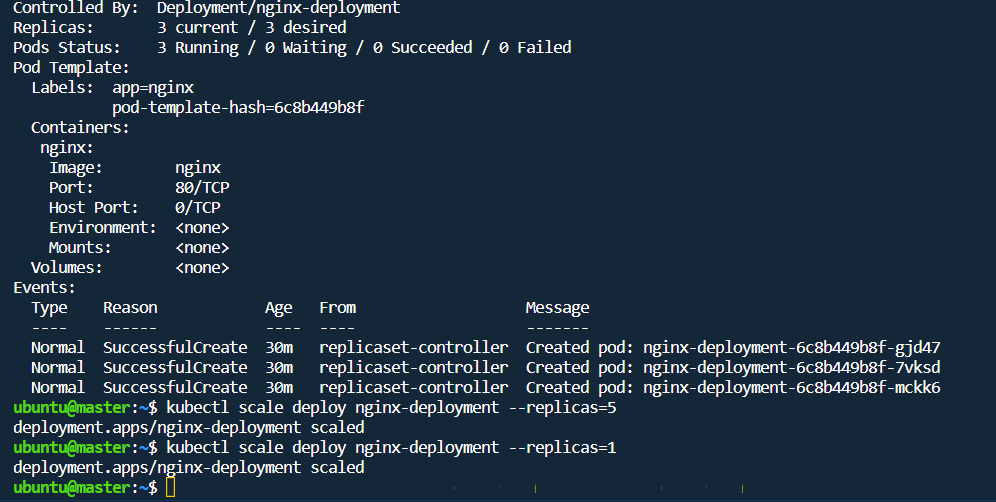 Controlled By:  Deployment/nginx-deployment
Replicas:       3 current / 3 desired
Pods Status:    3 Running / 0 Waiting / 0 Succeeded / 0 Failed
Pod Template:
  Labels:  app=nginx
           pod-template-hash=6c8b449b8f
  Containers:
   nginx:
    Image:        nginx
    Port:         80/TCP
    Host Port:    0/TCP
    Environment:  <none>
    Mounts:       <none>
  Volumes:        <none>
Events:
  Type    Reason            Age   From                   Message
  ----    ------            ----  ----                   -------
  Normal  SuccessfulCreate  30m   replicaset-controller  Created pod: nginx-deployment-6c8b449b8f-gjd47
  Normal  SuccessfulCreate  30m   replicaset-controller  Created pod: nginx-deployment-6c8b449b8f-7vksd
  Normal  SuccessfulCreate  30m   replicaset-controller  Created pod: nginx-deployment-6c8b449b8f-mckk6
ubuntu@master:~$ kubectl scale deploy nginx-deployment --replicas=5
deployment.apps/nginx-deployment scaled
ubuntu@master:~$ kubectl scale deploy nginx-deployment --replicas=1
deployment.apps/nginx-deployment scaled
ubuntu@master:~$